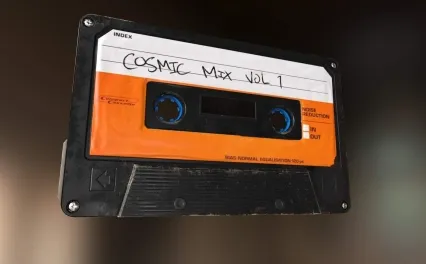 INDEX
COSMIC MIX VOL 1
NOISE
REDUCTION
IN
OUT